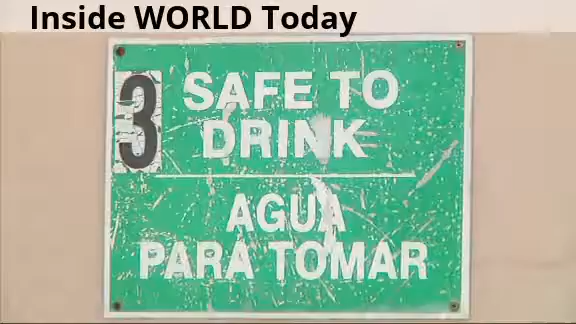 Inside WORLD Today
3
SAFE TO
DRINK
AGUA
PARA TOMAR